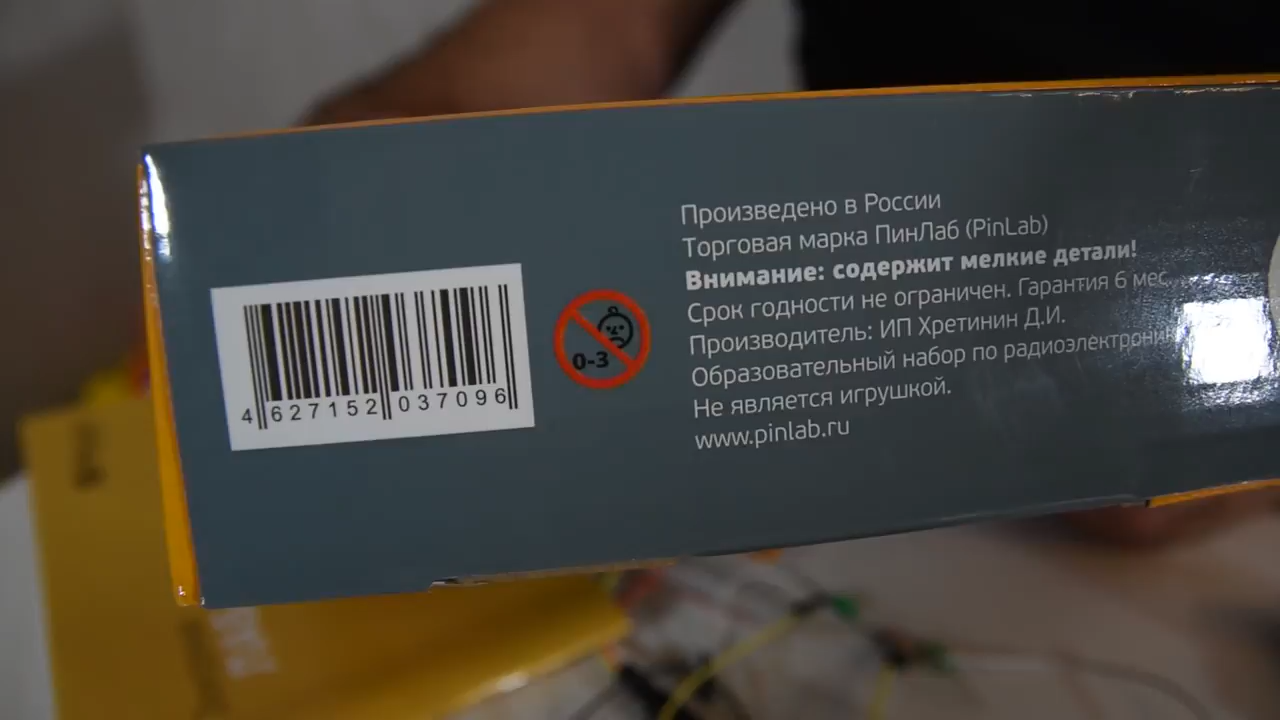 Произведено в России
Торговая марка ПинЛаб (PinLab)
Внимание: содержит мелкие детали!
Срок годности не ограничен. Гарантия 6 мес.
Производитель: ИП Хретинин Д.И.
Образовательный набор по
Не является игрушкой.
www.pinlab.ru
0-3
4 627152 037096